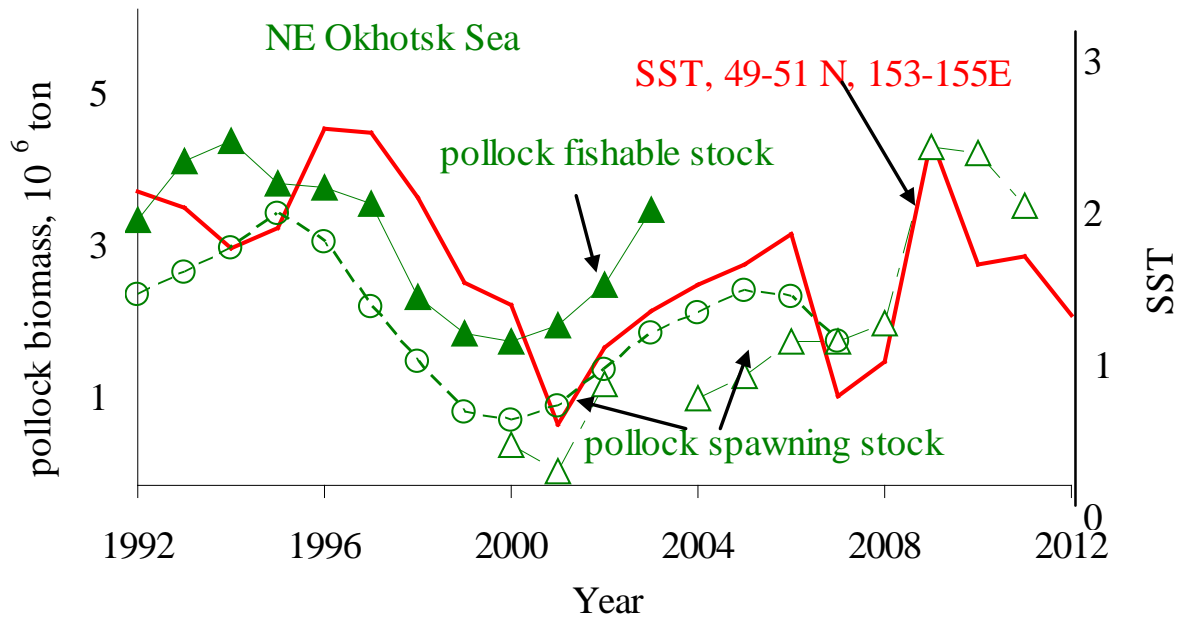 NE Okhotsk Sea
SST, 49-51 N, 153-155E
pollock fishable stock
pollock spawning stock
pollock biomass, 10 6 ton
5
3
1
3
2
1
0
SST
1992 1996 2000 2004 2008 2012
Year